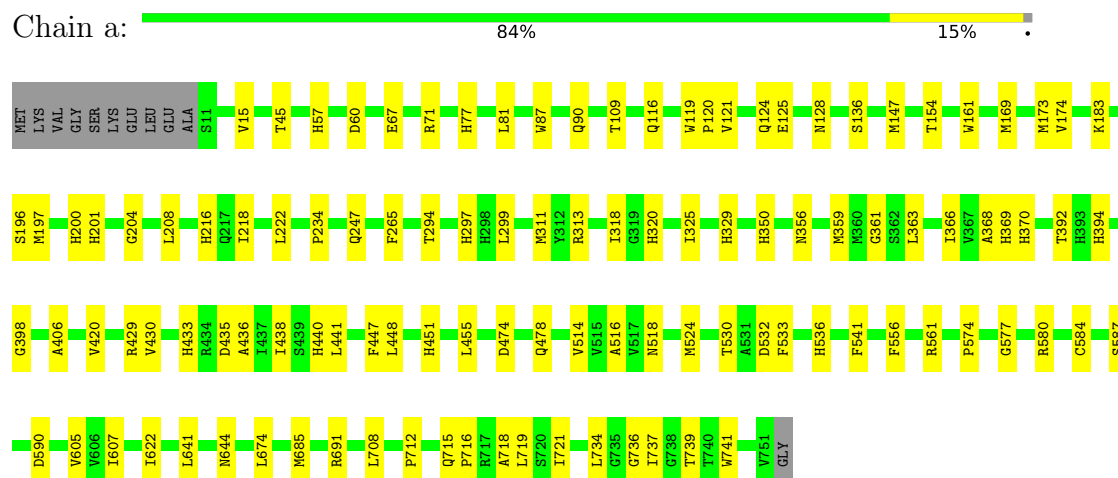 Chain a:
84% 15% •
MET LYS VAL GLY SER LYS GLU LEU GLU ALA S11 V15 T45 H57 D60 E67 R71 H77 L81 W87 Q90 T109 Q116 W119 P120 V121 Q124 E125 N128 S136 M147 T154 W161 M169 M173 V174 K183
S196 M197 H200 H201 G204 L208 H216 Q217 I218 L222 P234 Q247 F265 T294 H297 H298 L299 M311 Y312 R313 I318 G319 H320 I325 H329 H350 N356 M359 M360 G361 S362 L363 I366 V367 A368 H369 H370 T392 H393 H394
G398 A406 V420 R429 V430 H433 R434 D435 A436 I437 I438 S439 H440 L441 F447 L448 H451 L455 D474 Q478 V514 V515 A516 V517 N518 M524 T530 A531 D532 F533 H536 F541 F556 R561 P574 G577 R580 C584 S587
D590 V605 V606 I607 I622 L641 N644 L674 M685 R691 L708 P712 Q715 P716 R717 A718 L719 S720 I721 L734 G735 G736 I737 G738 T739 T740 W741 V751 GLY